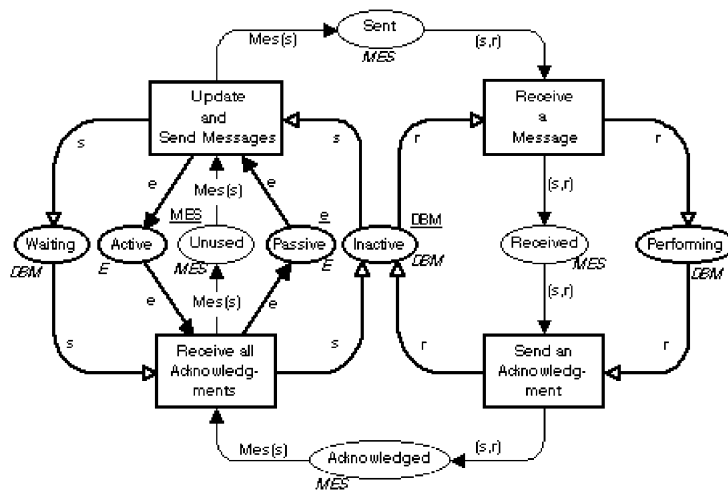 Mes(s)
Sent
MES
(s,r)
Update
and
Send Messages
Receive
a
Message
s
e
MES
Mes(s)
e
e
s
r
DBM
(s,r)
r
Waiting
DBM
Active
E
Unused
MES
Passive
E
Inactive
DBM
Received
MES
Performing
DBM
s
e
Mes(s)
e
s
r
(s,r)
r
Receive all
Acknowledg-
ments
Send an
Acknowledg-
ment
Mes(s)
Acknowledged
MES
(s,r)